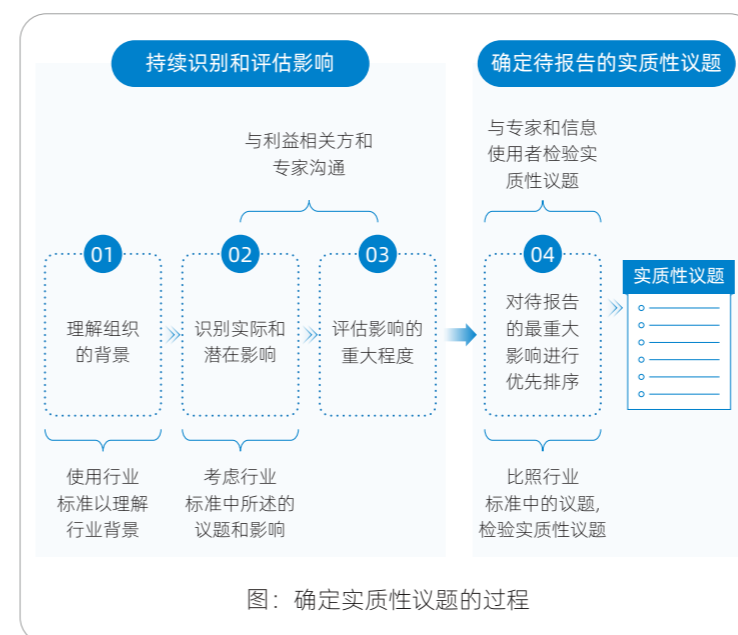 持续识别和评估影响
确定待报告的实质性议题
与利益相关方和
专家沟通
与专家和信息
使用者检验实
质性议题
01
理解组织
的背景
02
识别实际和
潜在影响
03
评估影响的
重大程度
04
对待报告
的最重大
影响进行
优先排序
实质性议题
使用行业
标准以理解
行业背景
考虑行业
标准中所述的
议题和影响
比照行业
标准中的议题,
检验实质性议题
图：确定实质性议题的过程